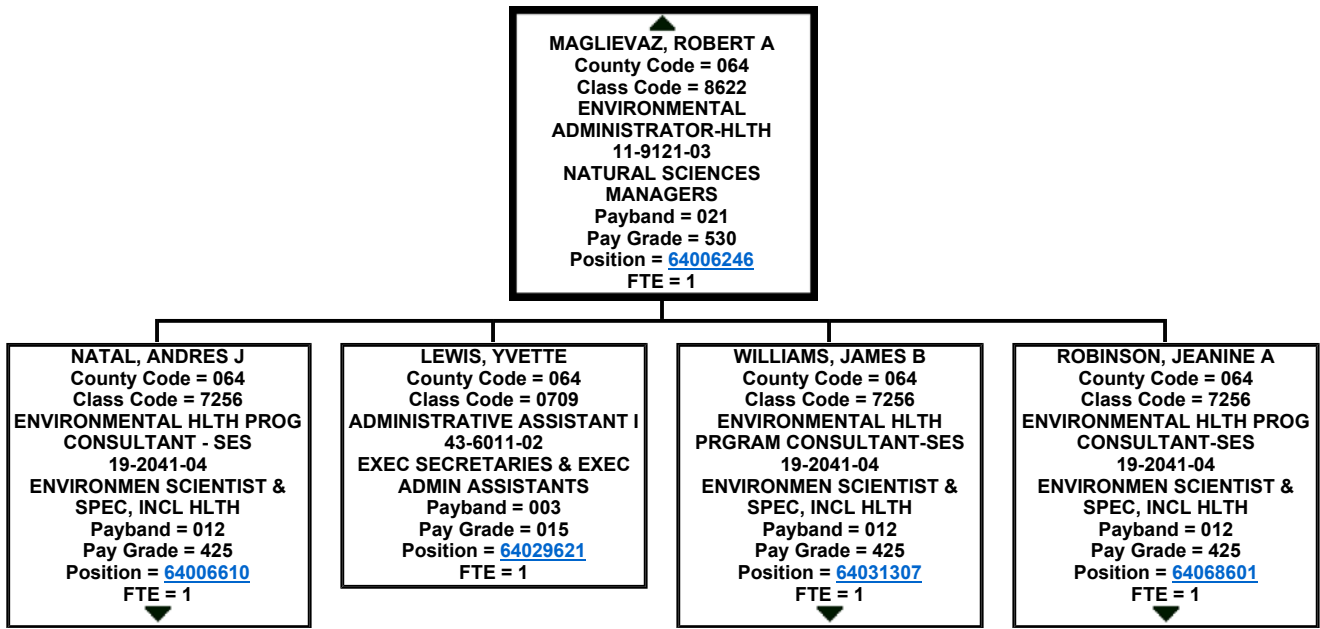 MAGLIEVAZ, ROBERT A
County Code = 064
Class Code = 8622
ENVIRONMENTAL
ADMINISTRATOR-HLTH
11-9121-03
NATURAL SCIENCES
MANAGERS
Payband = 021
Pay Grade = 530
Position = 64006246
FTE = 1
NATAL, ANDRES J
County Code = 064
Class Code = 7256
ENVIRONMENTAL HLTH PROG
CONSULTANT - SES
19-2041-04
ENVIRONMEN SCIENTIST &
SPEC, INCL HLTH
Payband = 012
Pay Grade = 425
Position = 64006610
FTE = 1
LEWIS, YVETTE
County Code = 064
Class Code = 0709
ADMINISTRATIVE ASSISTANT I
43-6011-02
EXEC SECRETARIES & EXEC
ADMIN ASSISTANTS
Payband = 003
Pay Grade = 015
Position = 64029621
FTE = 1
WILLIAMS, JAMES B
County Code = 064
Class Code = 7256
ENVIRONMENTAL HLTH
PRGRAM CONSULTANT-SES
19-2041-04
ENVIRONMEN SCIENTIST &
SPEC, INCL HLTH
Payband = 012
Pay Grade = 425
Position = 64031307
FTE = 1
ROBINSON, JEANINE A
County Code = 064
Class Code = 7256
ENVIRONMENTAL HLTH PROG
CONSULTANT-SES
19-2041-04
ENVIRONMEN SCIENTIST &
SPEC, INCL HLTH
Payband = 012
Pay Grade = 425
Position = 64068601
FTE = 1